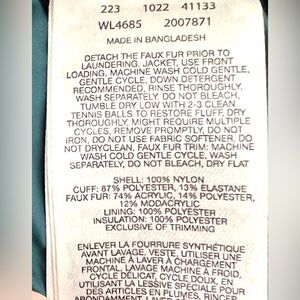 223 1022 41133
WL4685 2007871
MADE IN BANGLADESH
DETACH THE FAUX FUR PRIOR TO
LAUNDERING. JACKET, USE FRONT
LOADING, MACHINE WASH COLD GENTLE,
GENTLE CYCLE, DOWN DETERGENT
RECOMMENDED, RINSE THOROUGHLY,
WASH SEPARATELY, DO NOT BLEACH,
TUMBLE DRY LOW WITH 2-3 CLEAN
TENNIS BALLS TO RESTORE FLUFF, DRY
THOROUGHLY, MIGHT REQUIRE MULTIPLE
CYCLES, REMOVE PROMPTLY, DO NOT
IRON, DO NOT USE FABRIC SOFTENER, DO
NOT DRYCLEAN, FAUX FUR TRIM: MACHINE
WASH COLD GENTLE CYCLE, WASH
SEPARATELY, DO NOT BLEACH, DRY FLAT
SHELL: 100% NYLON
CUFF: 87% POLYESTER, 13% ELASTANE
FAUX FUR: 74% ACRYLIC, 14% POLYESTER,
12% MODACRYLIC
LINING: 100% POLYESTER
INSULATION: 100% POLYESTER
EXCLUSIVE OF TRIMMING
ENLEVER LA FOURRURE SYNTHÉTIQUE
AVANT LAVAGE, VESTE, UTILISER UNE
MACHINE À LAVER À CHARGEMENT
FRONTAL, LAVAGE MACHINE À FROID,
CYCLE DÉLICAT, CYCLE DOUX, EN
UTILISANT LA LESSIVE SPÉCIALE POUR
DES ARTICLES EN PLUMES, RINCER
ABONDAMMENT